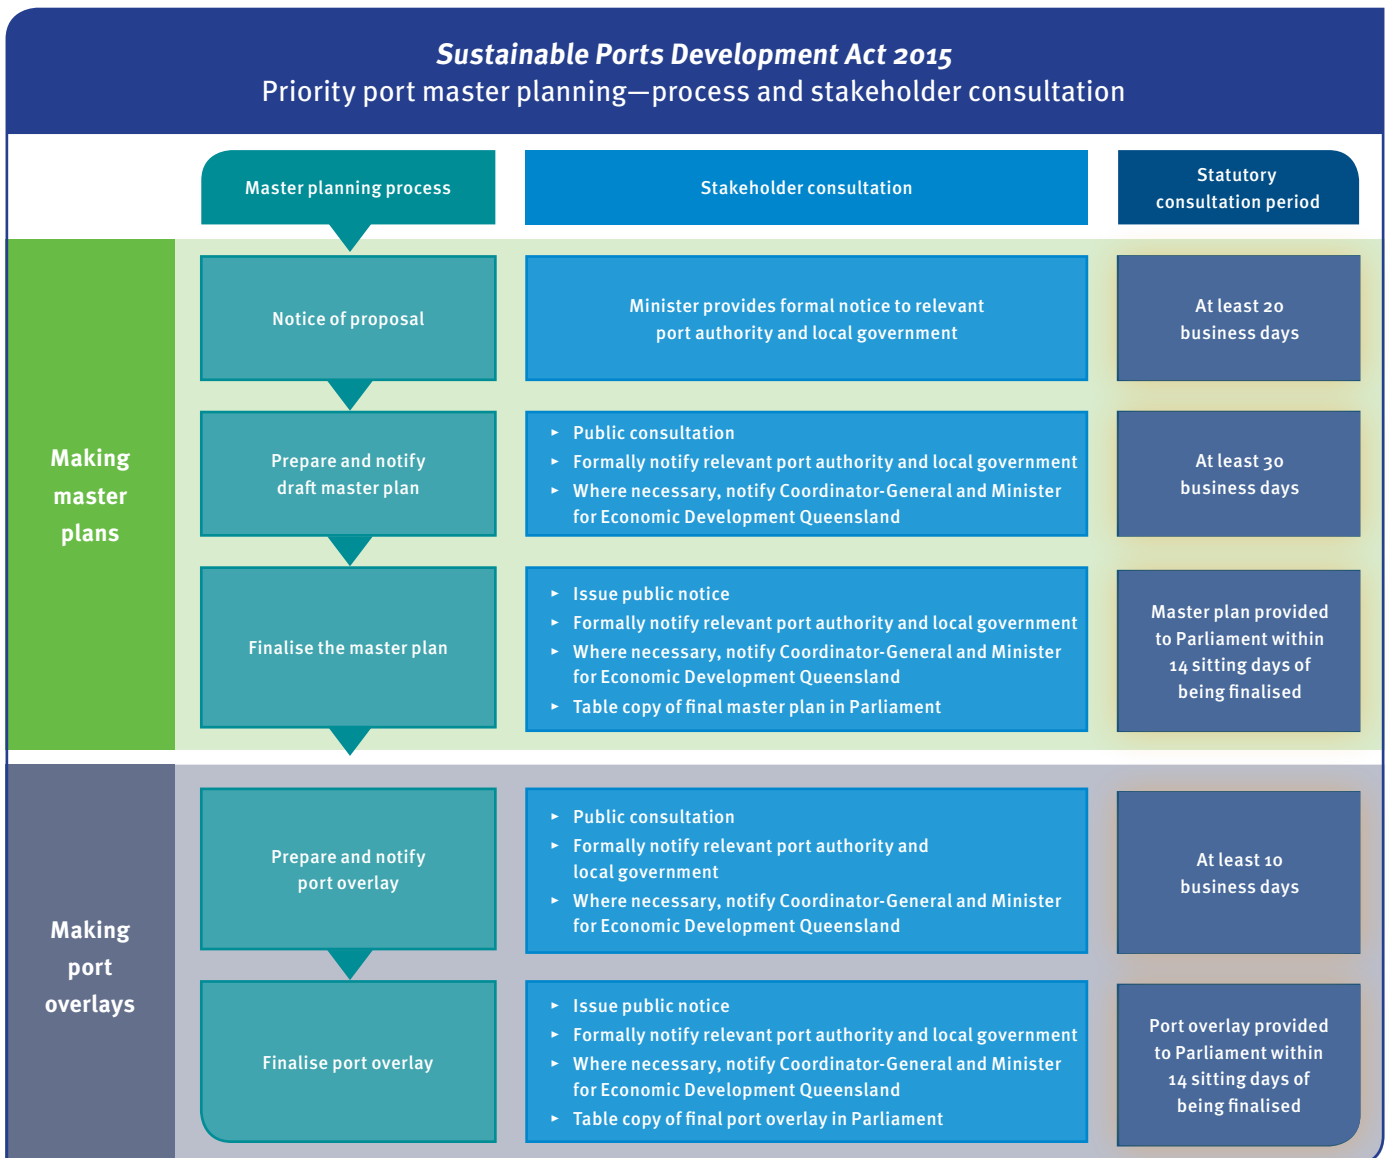 Sustainable Ports Development Act 2015
Priority port master planning—process and stakeholder consultation
Master planning process
Stakeholder consultation
Statutory
consultation period
Making
master
plans
Notice of proposal
Minister provides formal notice to relevant
port authority and local government
At least 20
business days
Prepare and notify
draft master plan
► Public consultation
► Formally notify relevant port authority and local government
► Where necessary, notify Coordinator-General and Minister
for Economic Development Queensland
At least 30
business days
Finalise the master plan
► Issue public notice
► Formally notify relevant port authority and local government
► Where necessary, notify Coordinator-General and Minister
for Economic Development Queensland
► Table copy of final master plan in Parliament
Master plan provided
to Parliament within
14 sitting days of
being finalised
Making
port
overlays
Prepare and notify
port overlay
► Public consultation
► Formally notify relevant port authority and
local government
► Where necessary, notify Coordinator-General and Minister
for Economic Development Queensland
At least 10
business days
Finalise port overlay
► Issue public notice
► Formally notify relevant port authority and local government
► Where necessary, notify Coordinator-General and Minister
for Economic Development Queensland
► Table copy of final port overlay in Parliament
Port overlay provided
to Parliament within
14 sitting days of
being finalised